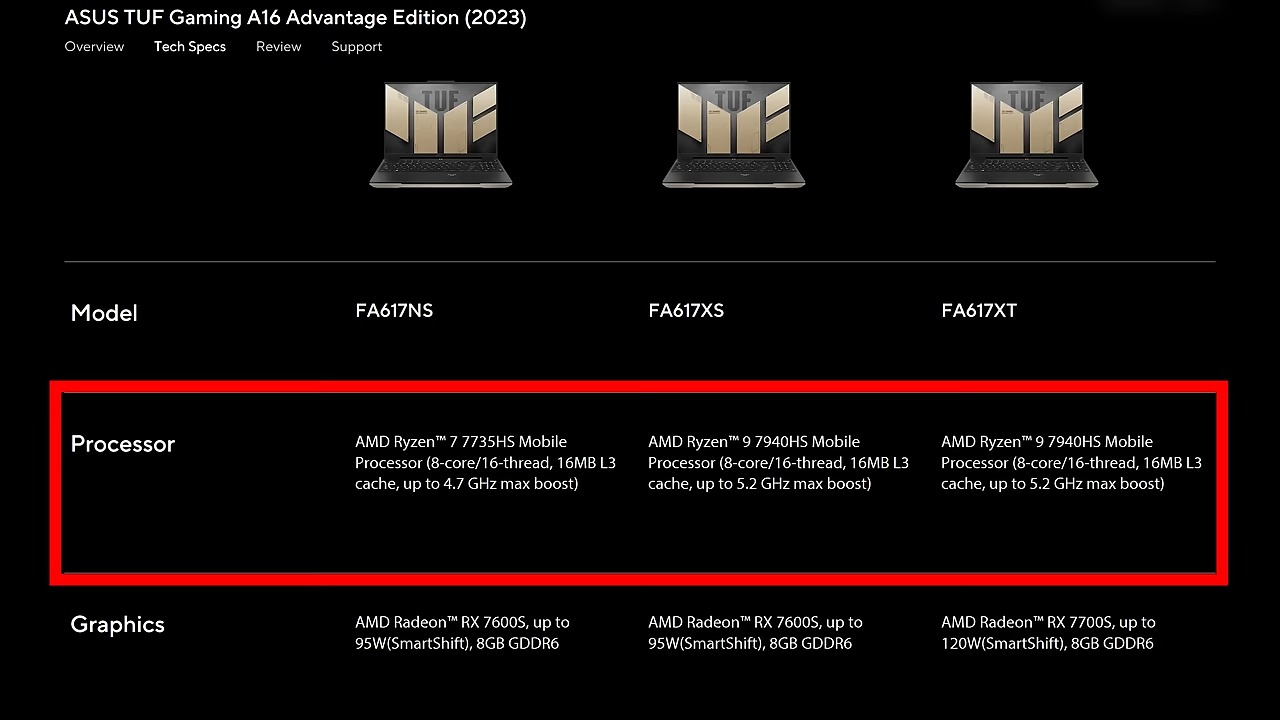 ASUS TUF Gaming A16 Advantage Edition (2023)
Overview Tech Specs Review Support
TUF TUF TUF
Model FA617NS FA617XS FA617XT
Processor
AMD Ryzen™ 7 7735HS Mobile
Processor (8-core/16-thread, 16MB L3
cache, up to 4.7 GHz max boost)
AMD Ryzen™ 9 7940HS Mobile
Processor (8-core/16-thread, 16MB L3
cache, up to 5.2 GHz max boost)
AMD Ryzen™ 9 7940HS Mobile
Processor (8-core/16-thread, 16MB L3
cache, up to 5.2 GHz max boost)
Graphics
AMD Radeon™ RX 7600S, up to
95W(SmartShift), 8GB GDDR6
AMD Radeon™ RX 7600S, up to
95W(SmartShift), 8GB GDDR6
AMD Radeon™ RX 7700S, up to
120W(SmartShift), 8GB GDDR6